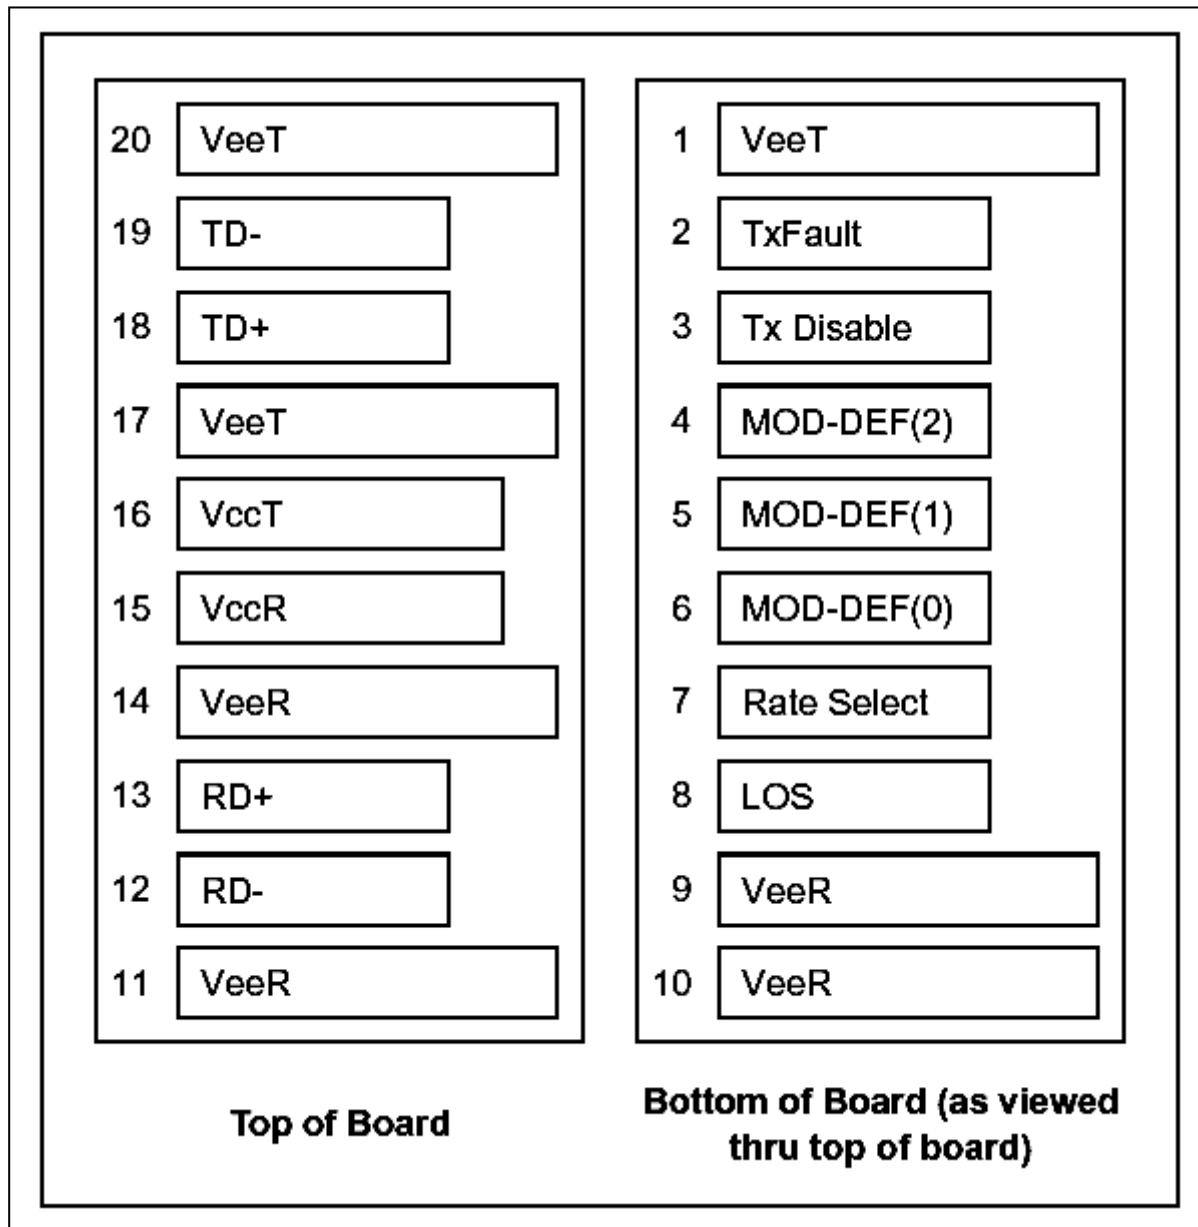 20 VeeT
19 TD-
18 TD+
17 VeeT
16 VccT
15 VccR
14 VeeR
13 RD+
12 RD-
11 VeeR
Top of Board
1 VeeT
2 TxFault
3 Tx Disable
4 MOD-DEF(2)
5 MOD-DEF(1)
6 MOD-DEF(0)
7 Rate Select
8 LOS
9 VeeR
10 VeeR
Bottom of Board (as viewed
thru top of board)